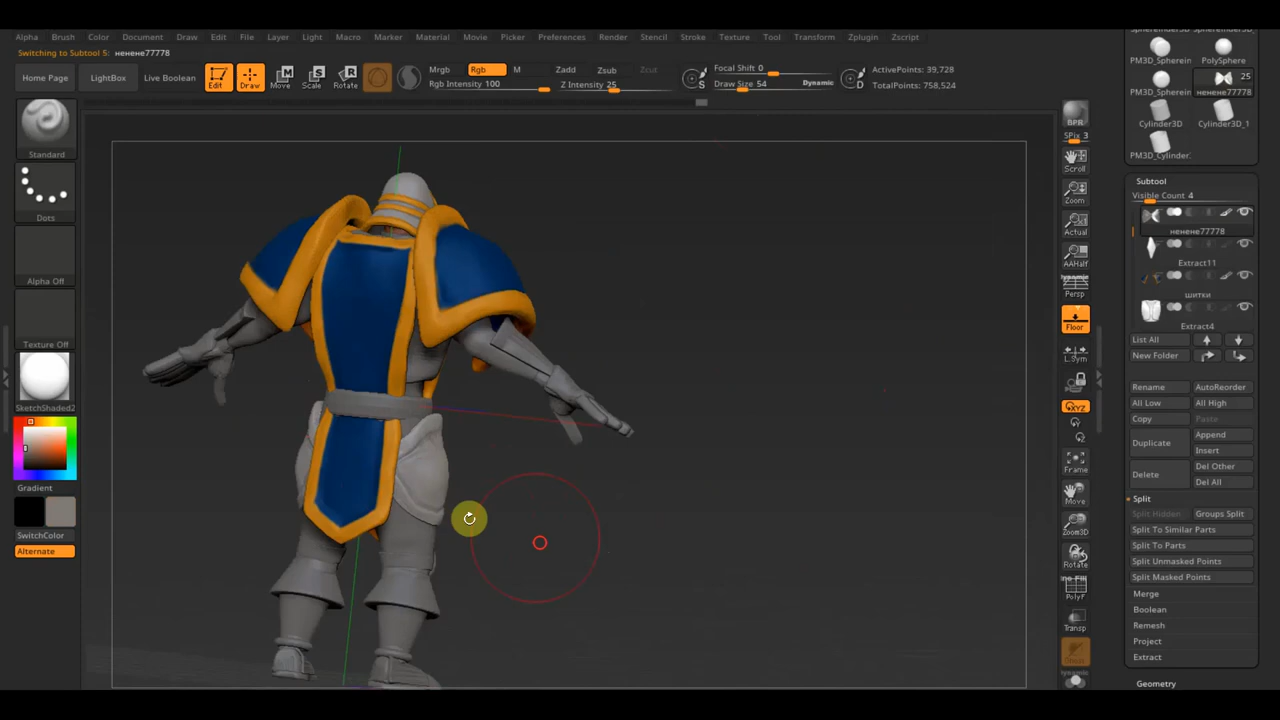 Alpha Brush Color Document Draw Edit File Layer Light Macro Marker Material Movie Picker Preferences Render Stencil Stroke Texture Tool Transform Zplugin Zscript
Switching to Subtool 5: ненене77778
Home Page LightBox Live Boolean Edit Draw Move Scale Rotate
Mrgb Rgb M Zadd Zsub Zcut
Rgb Intensity 100 Z Intensity 25
S Focal Shift 0
Draw Size 54 Dynamic
D ActivePoints: 39,728
TotalPoints: 758,524
Standard
Dots
Alpha Off
Texture Off
SketchShaded2
Gradient
SwitchColor
Alternate
BPR
SPix 3
Scroll
Zoom
Actual
AAHalf
Persp
Floor
L.Sym
XYZ
Frame
Move
Zoom3D
Rotate
PolyF
Transp
PM3D_Spherein PolySphere
25
PM3D_Spherein ненене77778
Cylinder3D Cylinder3D_1
PM3D_Cylinder
Subtool
Visible Count 4
ненене77778
Extract11
шитки
Extract4
List All
New Folder
Rename AutoReorder
All Low All High
Copy Paste
Duplicate Append
Insert
Delete Del Other
Del All
Split
Split Hidden Groups Split
Split To Similar Parts
Split To Parts
Split Unmasked Points
Split Masked Points
Merge
Boolean
Remesh
Project
Extract
Geometry